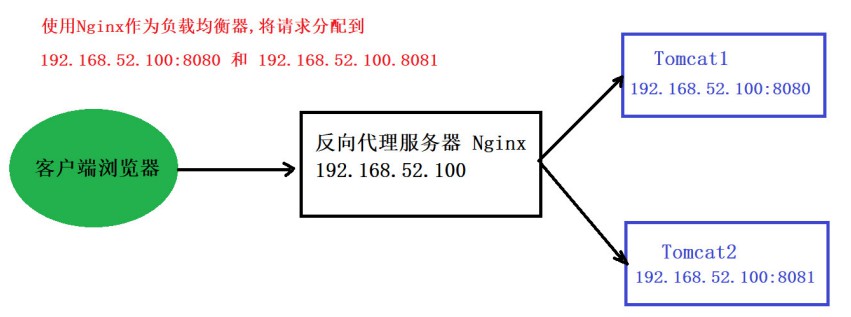 使用Nginx作为负载均衡器,将请求分配到
192.168.52.100:8080 和 192.168.52.100.8081
客户端浏览器
反向代理服务器 Nginx
192.168.52.100
Tomcat1
192.168.52.100:8080
Tomcat2
192.168.52.100:8081